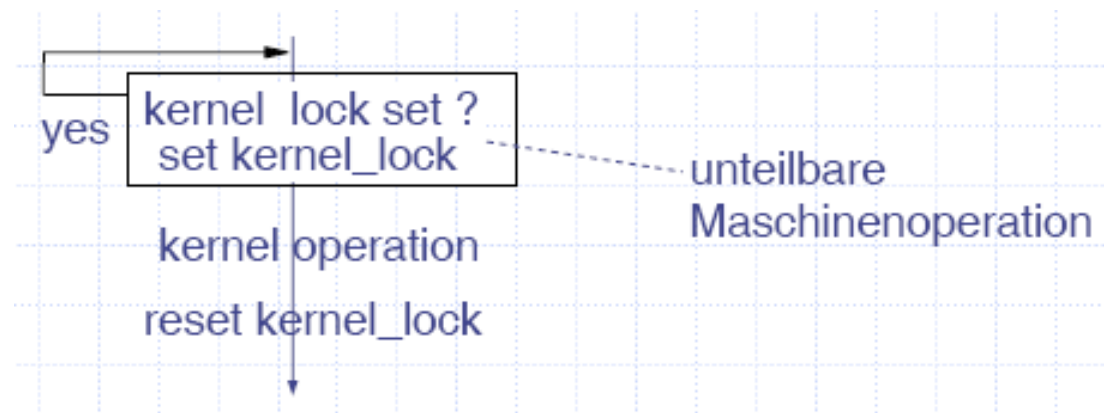 kernel lock set ?
yes
set kernel_lock
unteilbare
Maschinenoperation
kernel operation
reset kernel_lock